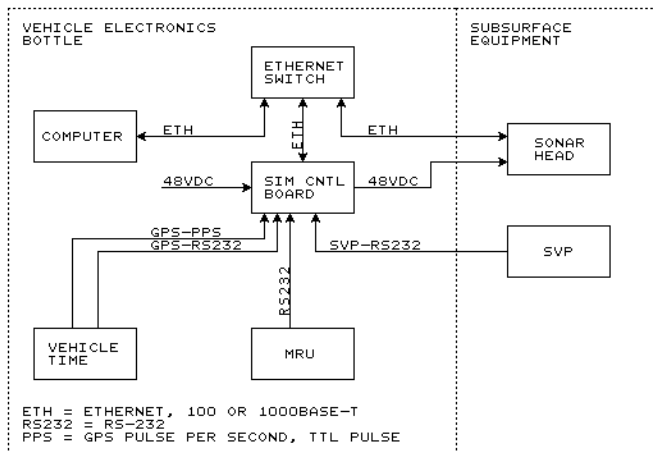 VEHICLE ELECTRONICS
BOTTLE
SUBSURFACE
EQUIPMENT
ETHERNET
SWITCH
COMPUTER
ETH
ETH
ETH
SONAR
HEAD
48VDC
SIM CNTL
BOARD
48VDC
GPS-PPS
GPS-RS232
SVP-RS232
SVP
RS232
VEHICLE
TIME
MRU
ETH = ETHERNET, 100 OR 1000BASE-T
RS232 = RS-232
PPS = GPS PULSE PER SECOND, TTL PULSE